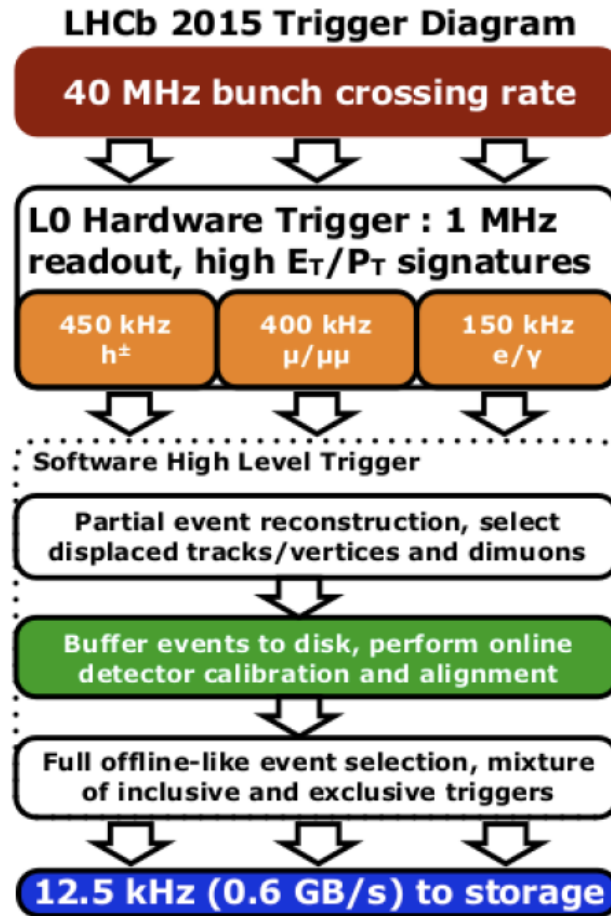 LHCb 2015 Trigger Diagram
40 MHz bunch crossing rate
L0 Hardware Trigger : 1 MHz
readout, high E_T/P_T signatures
450 kHz
h±
400 kHz
μ/μμ
150 kHz
e/γ
Software High Level Trigger
Partial event reconstruction, select
displaced tracks/vertices and dimuons
Buffer events to disk, perform online
detector calibration and alignment
Full offline-like event selection, mixture
of inclusive and exclusive triggers
12.5 kHz (0.6 GB/s) to storage